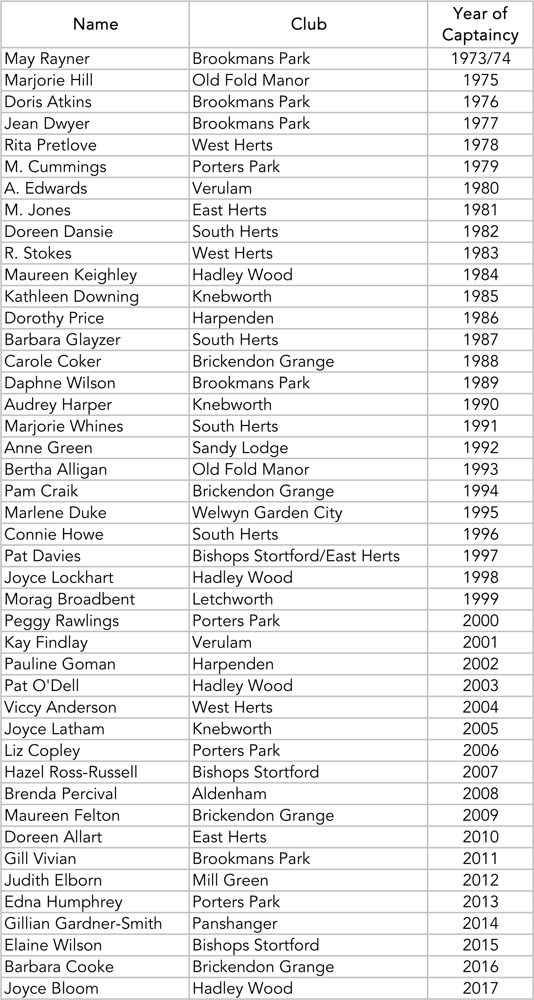 Name Club Year of
Captaincy
May Rayner Brookmans Park 1973/74
Marjorie Hill Old Fold Manor 1975
Doris Atkins Brookmans Park 1976
Jean Dwyer Brookmans Park 1977
Rita Pretlove West Herts 1978
M. Cummings Porters Park 1979
A. Edwards Verulam 1980
M. Jones East Herts 1981
Doreen Dansie South Herts 1982
R. Stokes West Herts 1983
Maureen Keighley Hadley Wood 1984
Kathleen Downing Knebworth 1985
Dorothy Price Harpenden 1986
Barbara Glayzer South Herts 1987
Carole Coker Brickendon Grange 1988
Daphne Wilson Brookmans Park 1989
Audrey Harper Knebworth 1990
Marjorie Whines South Herts 1991
Anne Green Sandy Lodge 1992
Bertha Alligan Old Fold Manor 1993
Pam Craik Brickendon Grange 1994
Marlene Duke Welwyn Garden City 1995
Connie Howe South Herts 1996
Pat Davies Bishops Stortford/East Herts 1997
Joyce Lockhart Hadley Wood 1998
Morag Broadbent Letchworth 1999
Peggy Rawlings Porters Park 2000
Kay Findlay Verulam 2001
Pauline Goman Harpenden 2002
Pat O'Dell Hadley Wood 2003
Viccy Anderson West Herts 2004
Joyce Latham Knebworth 2005
Liz Copley Porters Park 2006
Hazel Ross-Russell Bishops Stortford 2007
Brenda Percival Aldenham 2008
Maureen Felton Brickendon Grange 2009
Doreen Allart East Herts 2010
Gill Vivian Brookmans Park 2011
Judith Elborn Mill Green 2012
Edna Humphrey Porters Park 2013
Gillian Gardner-Smith Panshanger 2014
Elaine Wilson Bishops Stortford 2015
Barbara Cooke Brickendon Grange 2016
Joyce Bloom Hadley Wood 2017